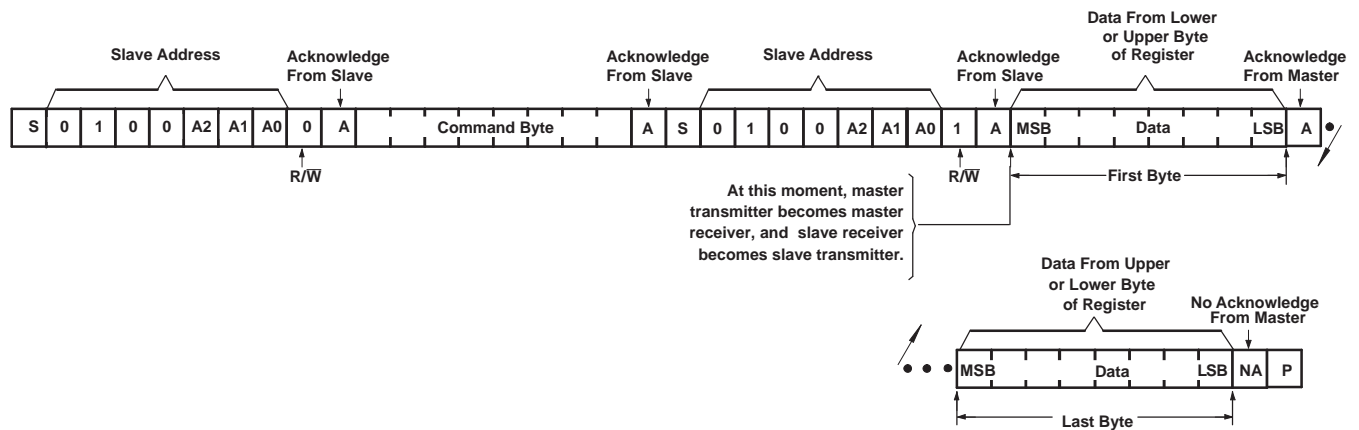 Slave Address
Acknowledge
From Slave
Acknowledge
From Slave
Slave Address
Acknowledge
From Slave
Data From Lower
or Upper Byte
of Register
Acknowledge
From Master
S 0 1 0 0 A2 A1 A0 0 A Command Byte A S 0 1 0 0 A2 A1 A0 1 A MSB Data LSB A
R/W̅
R/W̅
First Byte
At this moment, master
transmitter becomes master
receiver, and slave receiver
becomes slave transmitter.
Data From Upper
or Lower Byte
of Register
No Acknowledge
From Master
MSB Data LSB NA P
Last Byte